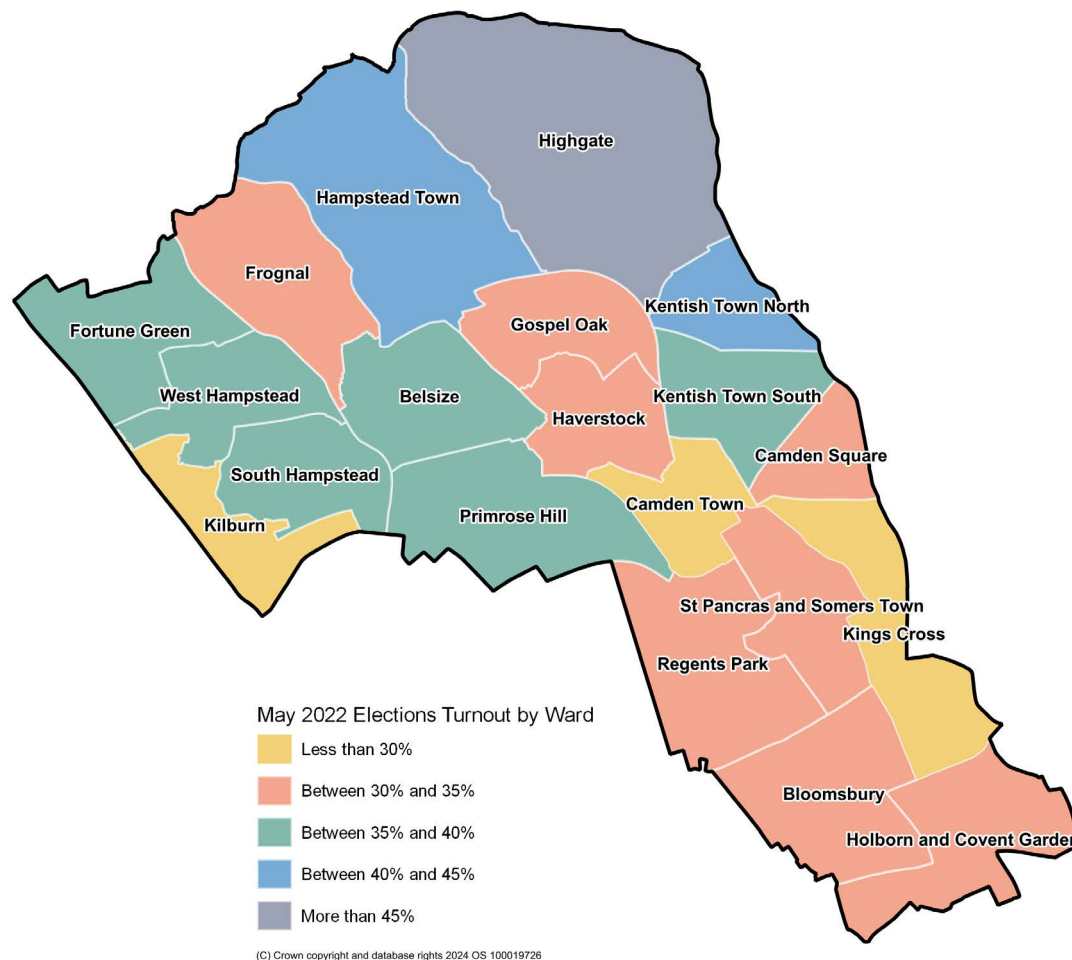 Highgate
Hampstead Town
Frognal
Kentish Town North
Gospel Oak
Fortune Green
West Hampstead
Belsize
Kentish Town South
Haverstock
Camden Square
South Hampstead
Camden Town
Primrose Hill
Kilburn
St Pancras and Somers Town
Kings Cross
Regents Park
May 2022 Elections Turnout by Ward
Less than 30%
Between 30% and 35%
Between 35% and 40%
Between 40% and 45%
More than 45%
Bloomsbury
Holborn and Covent Garden
(C) Crown copyright and database rights 2024 OS 100019726